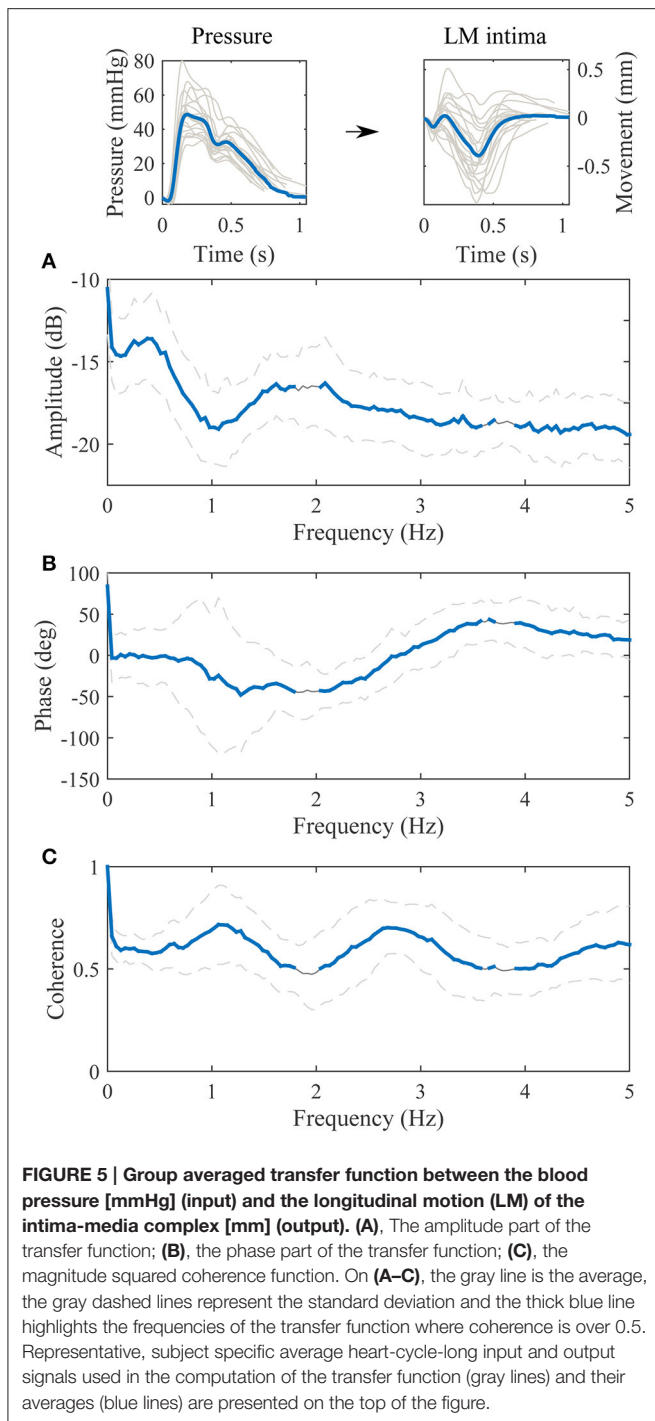 Pressure
LM intima
Pressure (mmHg)
80
60
40
20
0
0
0.5
1
Time (s)
0.5
0
-0.5
Movement (mm)
0
0.5
1
Time (s)
A
Amplitude (dB)
-10
-15
-20
0
1
2
3
4
5
Frequency (Hz)
B
Phase (deg)
100
50
0
-50
-100
-150
0
1
2
3
4
5
Frequency (Hz)
C
Coherence
1
0.5
0
0
1
2
3
4
5
Frequency (Hz)
FIGURE 5 | Group averaged transfer function between the blood
pressure [mmHg] (input) and the longitudinal motion (LM) of the
intima-media complex [mm] (output). (A), The amplitude part of the
transfer function; (B), the phase part of the transfer function; (C), the
magnitude squared coherence function. On (A–C), the gray line is the average,
the gray dashed lines represent the standard deviation and the thick blue line
highlights the frequencies of the transfer function where coherence is over 0.5.
Representative, subject specific average heart-cycle-long input and output
signals used in the computation of the transfer function (gray lines) and their
averages (blue lines) are presented on the top of the figure.